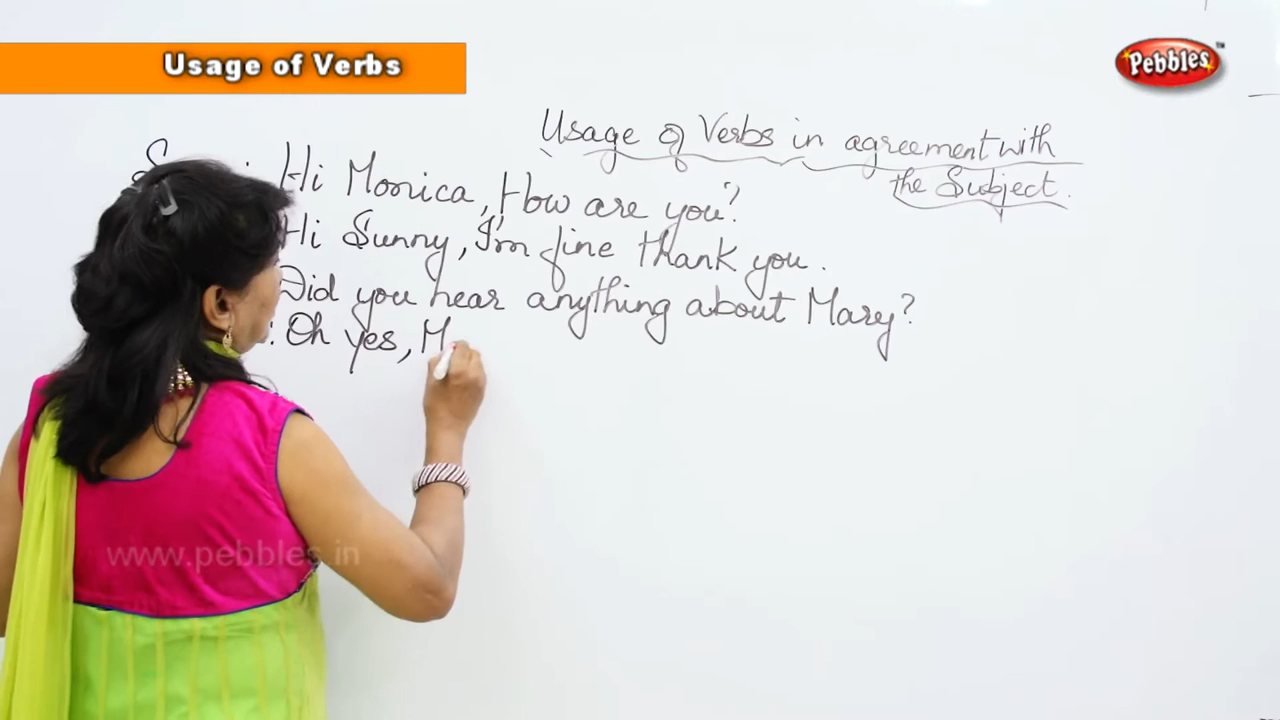 Usage of Verbs
Pebbles™
Usage of Verbs in agreement with
the Subject.
Hi Monica, How are you?
Hi Sunny, I'm fine thank you.
Did you hear anything about Mary?
: Oh yes, M
www.pebbles.in